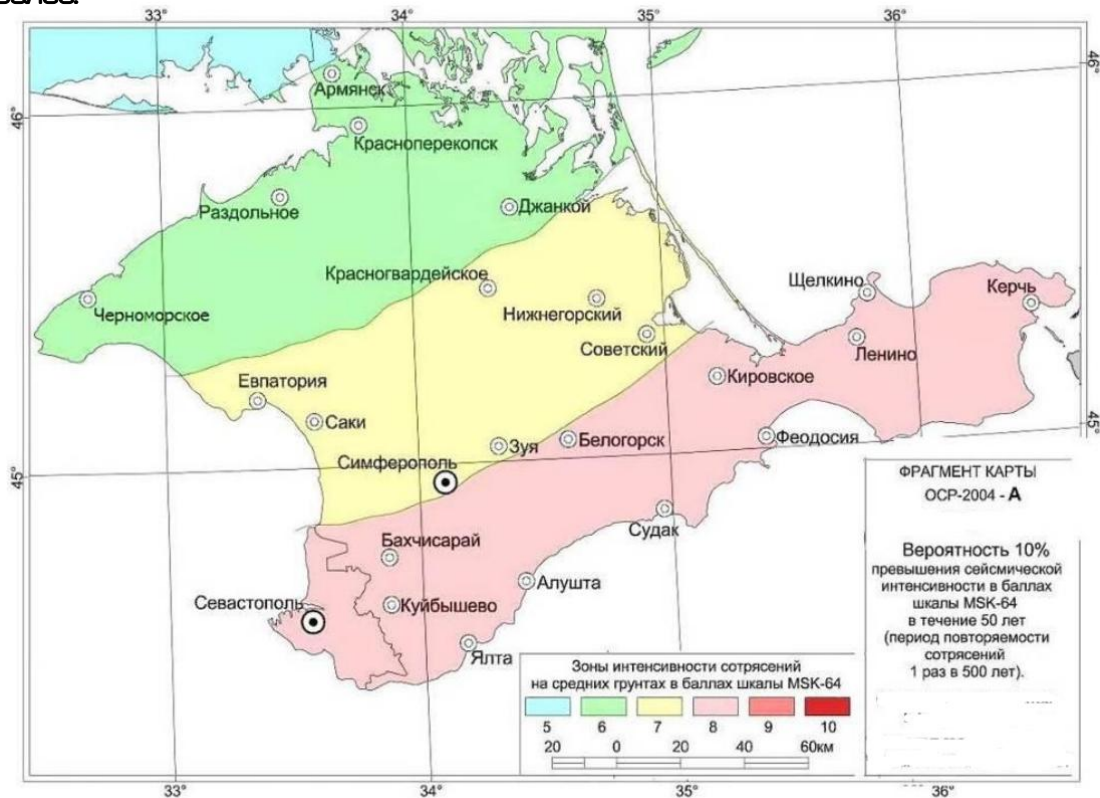 33° 34° 35° 36°
46° 46°
Армянск
Красноперекопск
Раздольное
Джанкой
Красногвардейское
Щелкино
Керчь
Черноморское
Нижнегорский
Советский
Ленино
Евпатория
Кировское
Саки
Зуя
Белогорск
Феодосия
45° 45°
Симферополь
Судак
Бахчисарай
Алушта
Севастополь
Куйбышево
Ялта
ФРАГМЕНТ КАРТЫ
ОСР-2004 - А
Вероятность 10%
превышения сейсмической
интенсивности в баллах
шкалы MSK-64
в течение 50 лет
(период повторяемости
сотрясений
1 раз в 500 лет).
Зоны интенсивности сотрясений
на средних грунтах в баллах шкалы MSK-64
5 6 7 8 9 10
20 0 20 40 60км
33° 34° 35° 36°